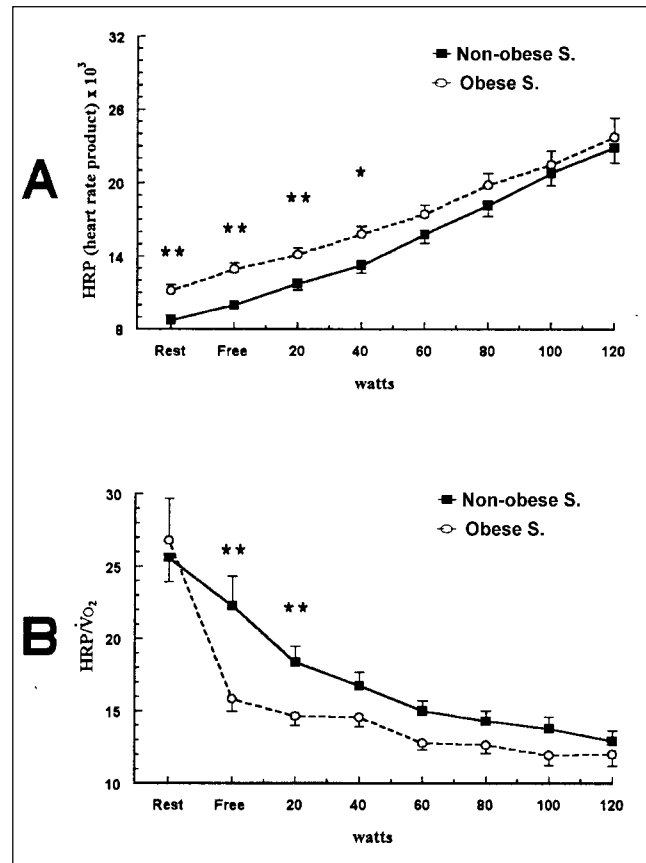 A
HRP (heart rate product) x 10³
32
26
20
14
8
Non-obese S.
Obese S.
**
**
**
*
Rest Free 20 40 60 80 100 120
watts
B
HRP/V̇O₂
30
25
20
15
10
Non-obese S.
Obese S.
**
**
Rest Free 20 40 60 80 100 120
watts